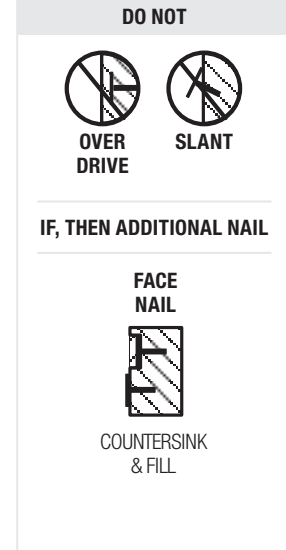 DO NOT
OVER
DRIVE
SLANT
IF, THEN ADDITIONAL NAIL
FACE
NAIL
COUNTERSINK
& FILL